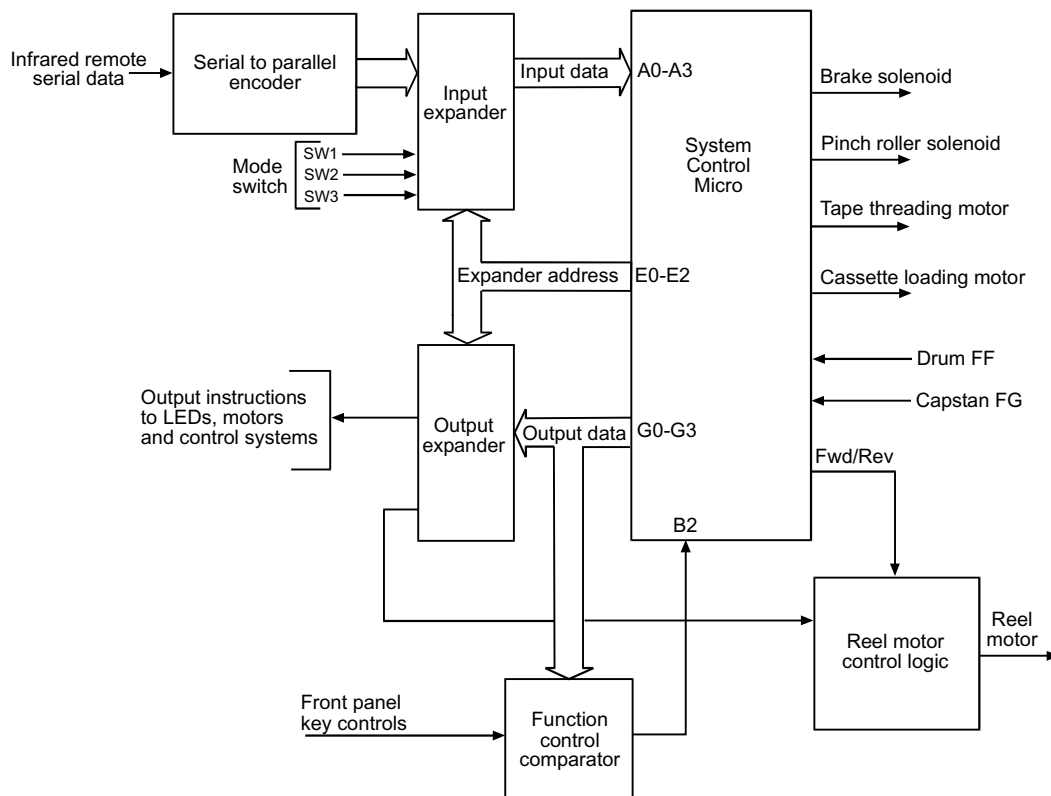 Infrared remote
serial data
Serial to parallel
encoder
Input
expander
Input data
A0-A3
System
Control
Micro
Brake solenoid
Pinch roller solenoid
Tape threading motor
Cassette loading motor
Mode
switch
SW1
SW2
SW3
Expander address
E0-E2
Drum FF
Capstan FG
Output instructions
to LEDs, motors
and control systems
Output
expander
Output data
G0-G3
Fwd/Rev
B2
Reel motor
control logic
Reel
motor
Front panel
key controls
Function
control
comparator